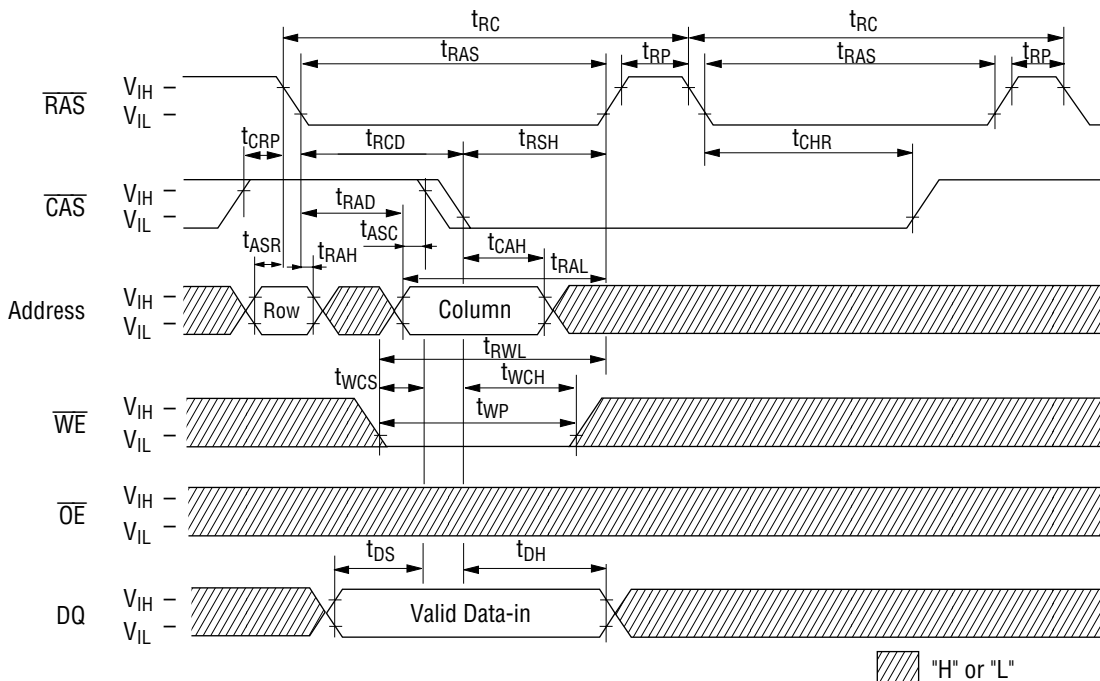 tRC tRC
tRAS tRP tRAS tRP
RAS VIH
VIL
tCRP tRCD tRSH tCHR
CAS VIH
VIL
tRAD
tASR tRAH tASC tCAH tRAL
Address VIH
VIL
Row Column
tRWL
tWCS tWCH
tWP
WE VIH
VIL
OE VIH
VIL
tDS tDH
DQ VIH
VIL
Valid Data-in
"H" or "L"